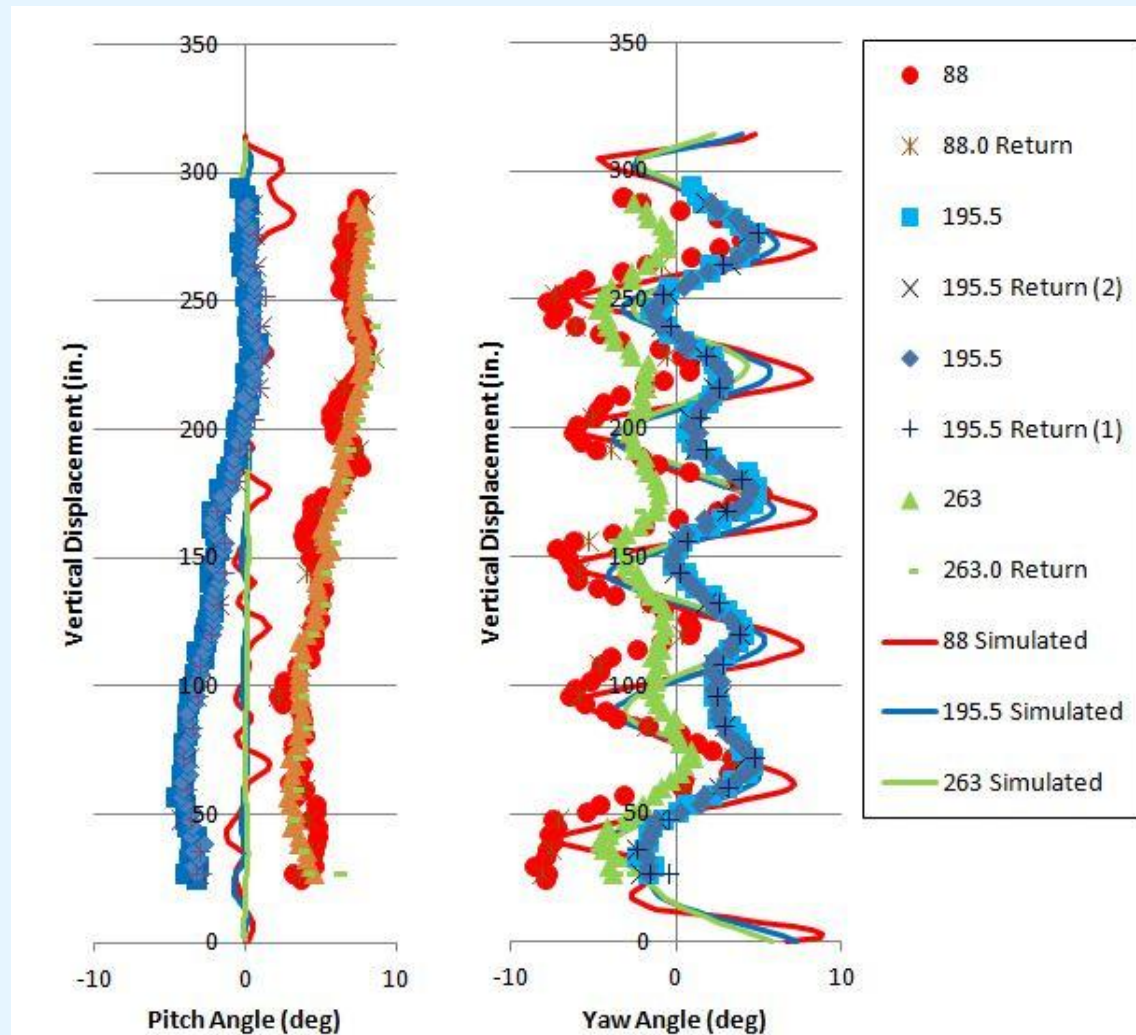 350
300
250
200
150
100
50
0
-10 0 10
Vertical Displacement (in.)
Pitch Angle (deg)
350
300
250
200
150
100
50
0
-10 0 10
Vertical Displacement (in.)
Yaw Angle (deg)
88
88.0 Return
195.5
195.5 Return (2)
195.5
195.5 Return (1)
263
263.0 Return
88 Simulated
195.5 Simulated
263 Simulated